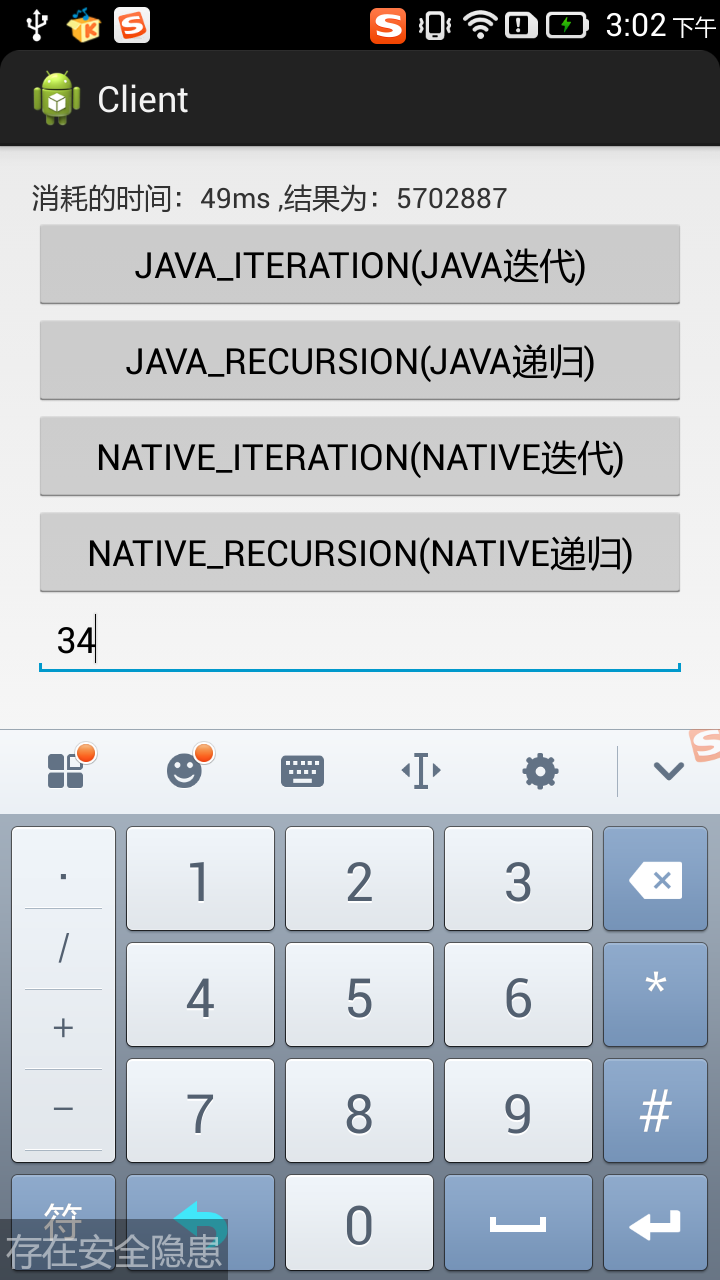 3:02 下午
Client
消耗的时间：49ms ,结果为：5702887
JAVA_ITERATION(JAVA迭代)
JAVA_RECURSION(JAVA递归)
NATIVE_ITERATION(NATIVE迭代)
NATIVE_RECURSION(NATIVE递归)
34
. 1 2 3
/
4 5 6 *
+
7 8 9 #
－
符 0
存在安全隐患